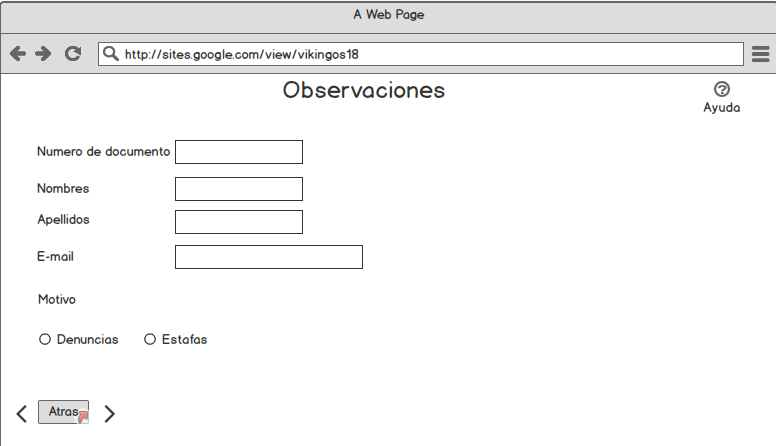 A Web Page
http://sites.google.com/view/vikingos18
Observaciones
Ayuda
Numero de documento
Nombres
Apellidos
E-mail
Motivo
Denuncias Estafas
Atras